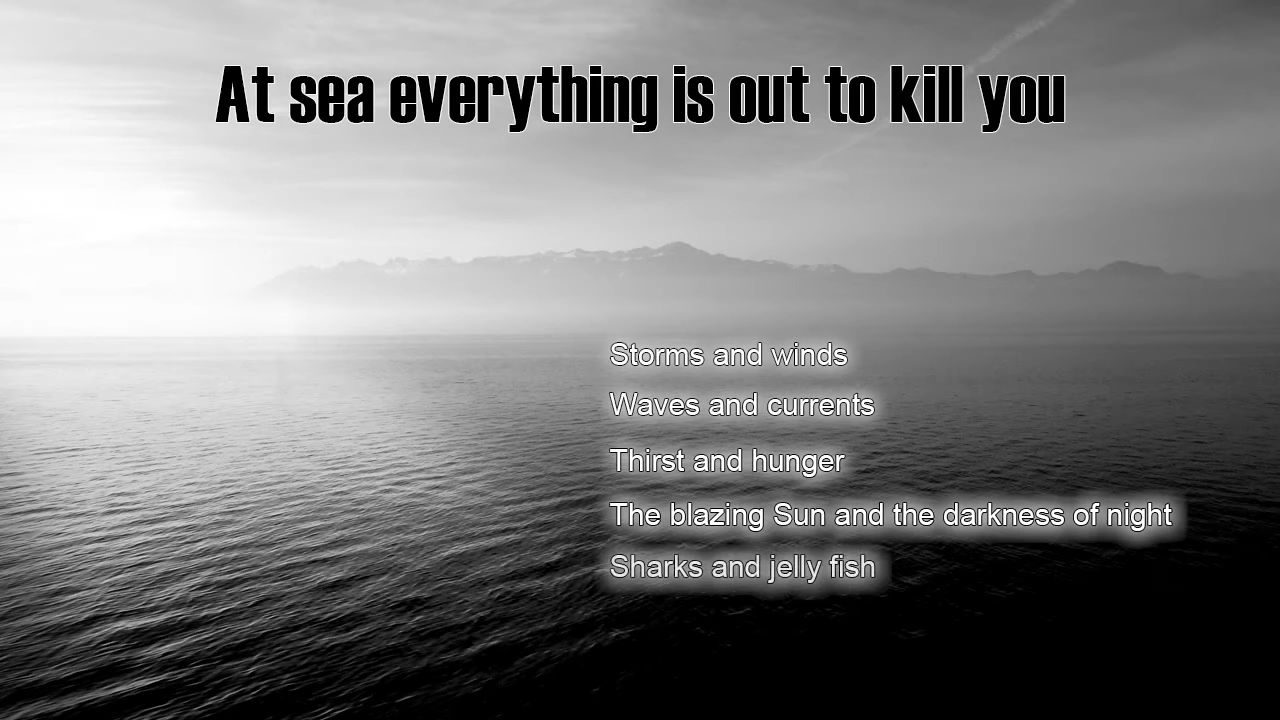 At sea everything is out to kill you
Storms and winds
Waves and currents
Thirst and hunger
The blazing Sun and the darkness of night
Sharks and jelly fish